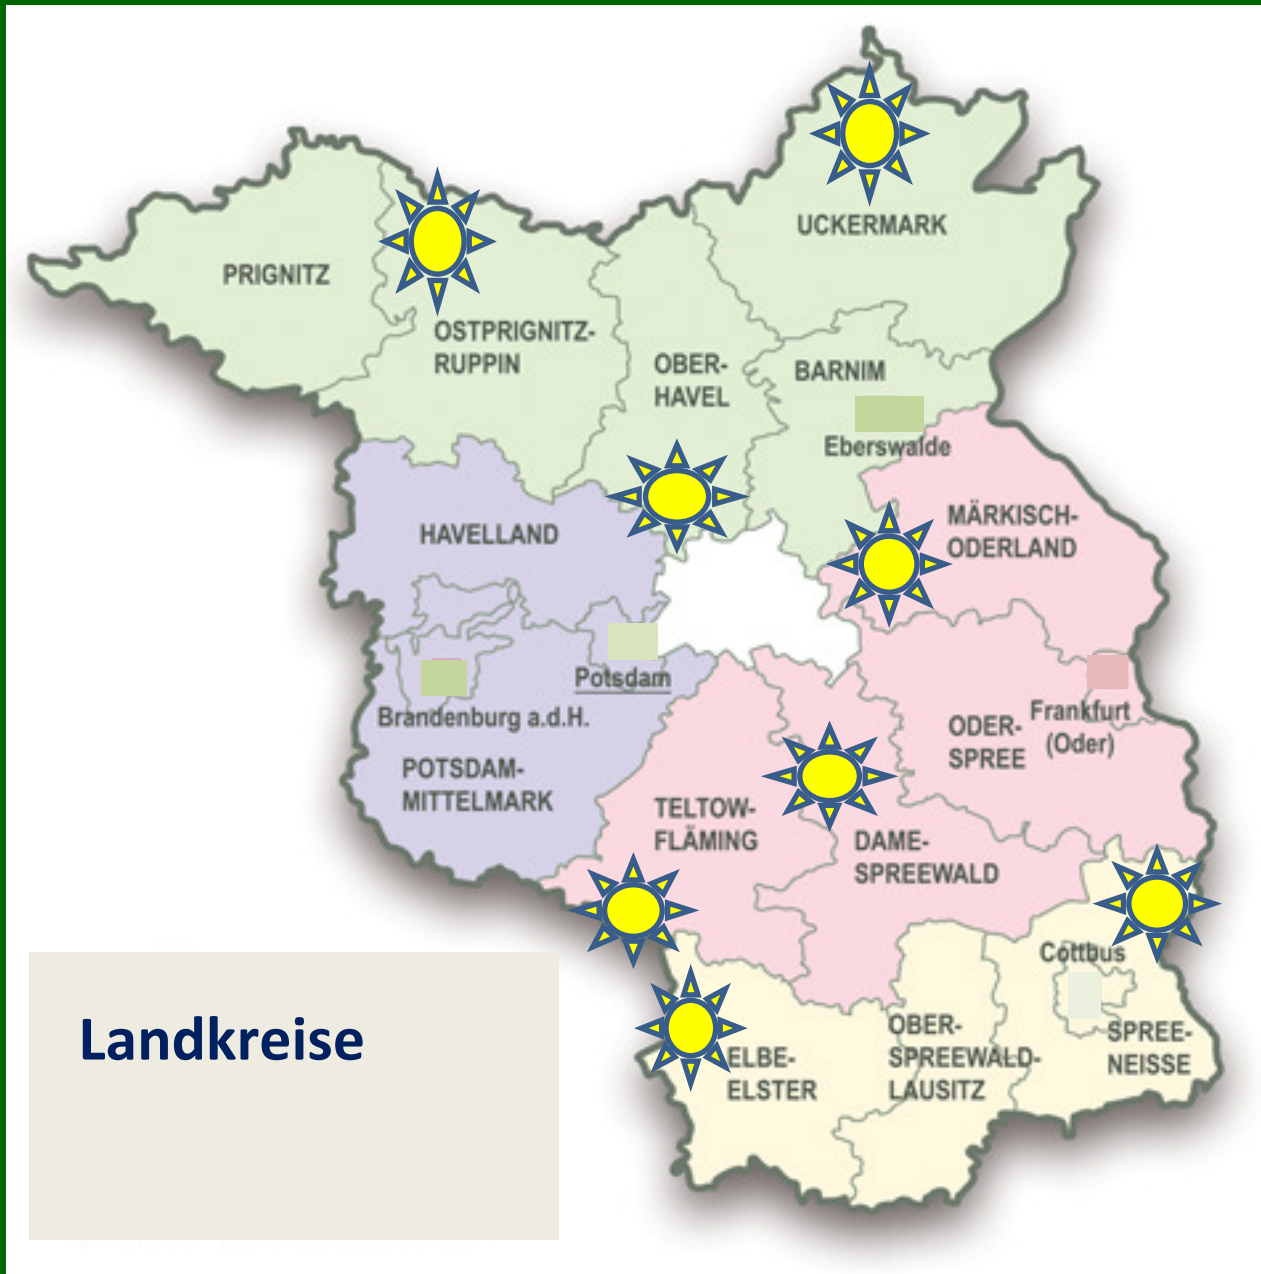 UCKERMARK
PRIGNITZ
OSTPRIGNITZ-
RUPPIN
OBER-
HAVEL
BARNIM
Eberswalde
HAVELLAND
MÄRKISCH-
ODERLAND
Potsdam
Brandenburg a.d.H.
POTSDAM-
MITTELMARK
Frankfurt
(Oder)
ODER-
SPREE
TELTOW-
FLÄMING
DAME-
SPREEWALD
Cottbus
SPREE-
NEISSE
OBER-
SPREEWALD-
LAUSITZ
ELBE-
ELSTER
Landkreise